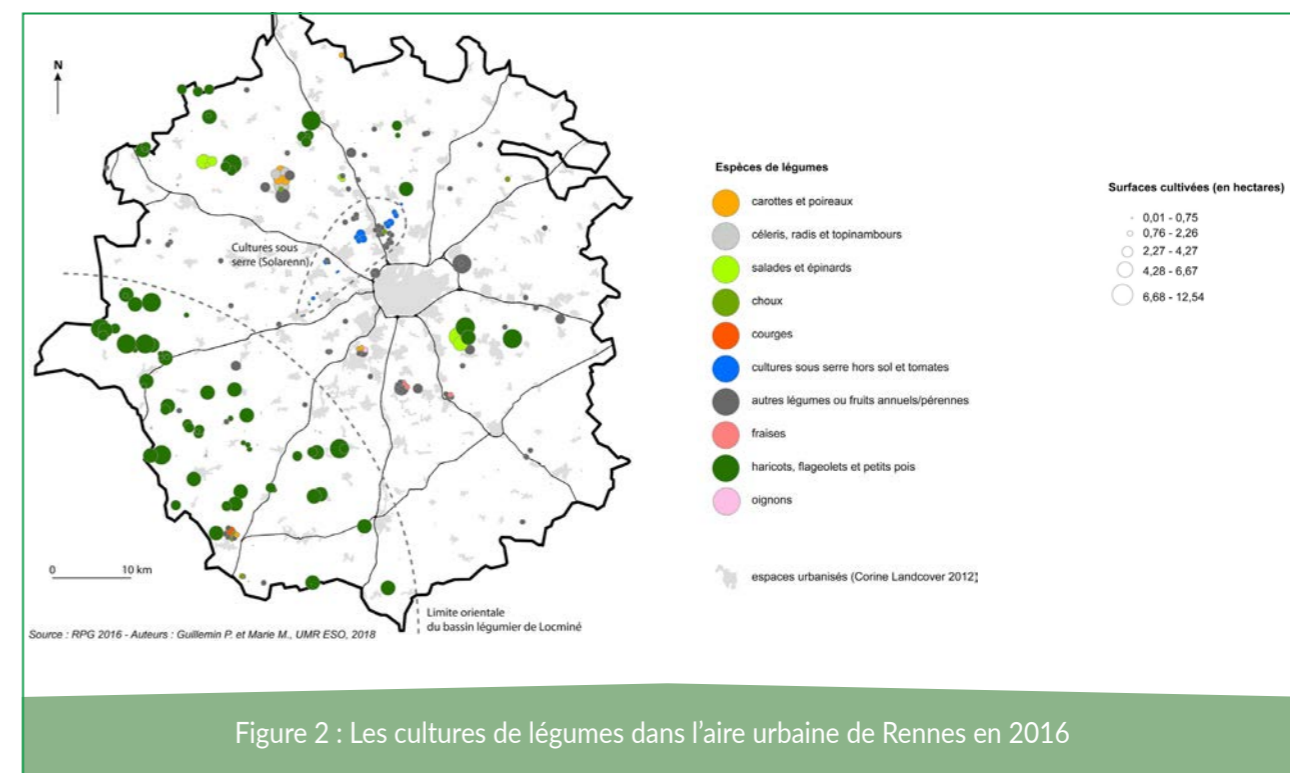 N
Cultures sous
serre (Solarenn)
0 10 km
Limite orientale
du bassin légumier de Locminé
Source : RPG 2016 - Auteurs : Guillemin P. et Marie M., UMR ESO, 2018
Espèces de légumes
carottes et poireaux
céleris, radis et topinambours
salades et épinards
choux
courges
cultures sous serre hors sol et tomates
autres légumes ou fruits annuels/pérennes
fraises
haricots, flageolets et petits pois
oignons
espaces urbanisés (Corine Landcover 2012)
Surfaces cultivées (en hectares)
0,01 - 0,75
0,76 - 2,26
2,27 - 4,27
4,28 - 6,67
6,68 - 12,54
Figure 2 : Les cultures de légumes dans l’aire urbaine de Rennes en 2016